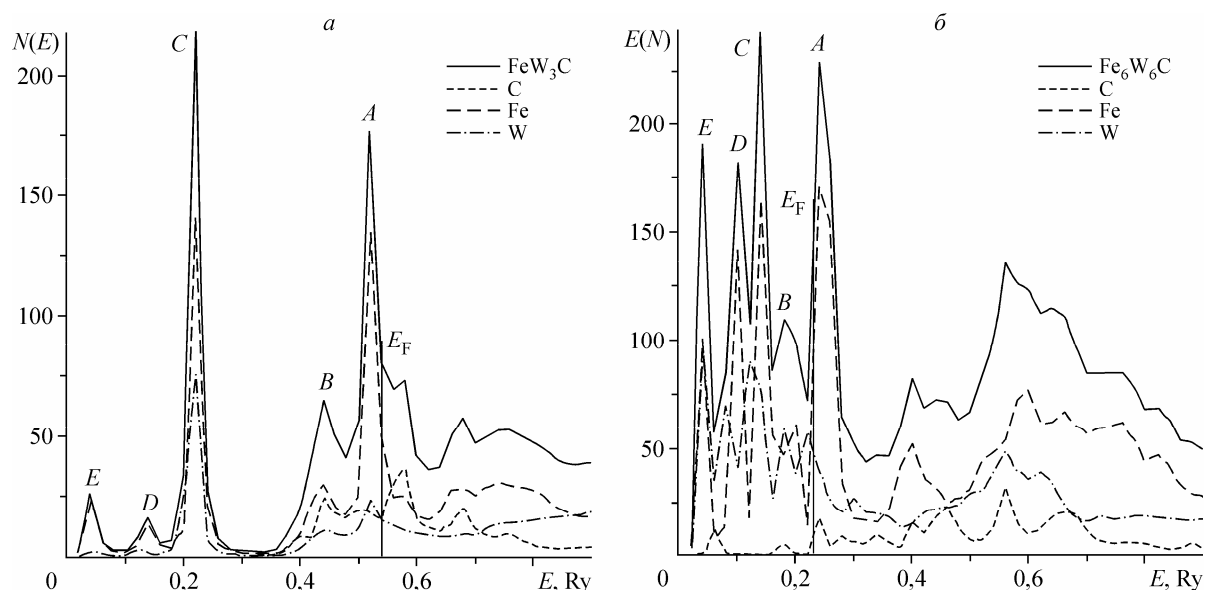 а
N(E)
200
150
100
50
C
A
B
E
D
E_F
FeW₃C
C
Fe
W
0
0,2
0,4
0,6
E, Ry
б
E(N)
200
150
100
50
C
A
E
D
E_F
B
Fe₆W₆C
C
Fe
W
0
0,2
0,4
0,6
E, Ry